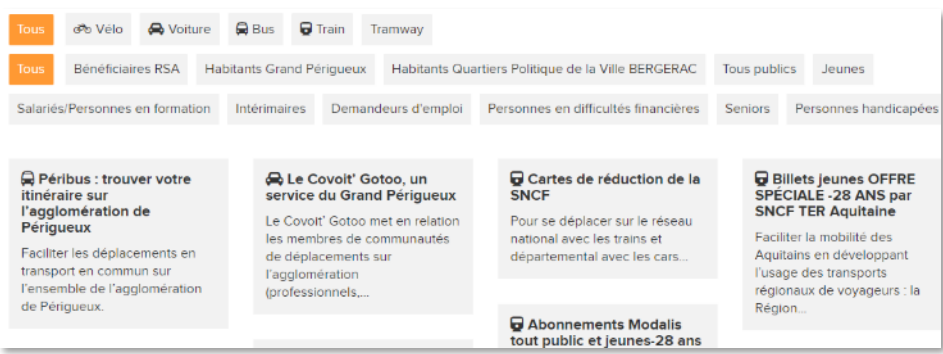 Tous Vélo Voiture Bus Train Tramway
Tous Bénéficiaires RSA Habitants Grand Périgueux Habitants Quartiers Politique de la Ville BERGERAC Tous publics Jeunes
Salariés/Personnes en formation Intérimaires Demandeurs d'emploi Personnes en difficultés financières Seniors Personnes handicapées
Péribus : trouver votre
itinéraire sur
l'agglomération de
Périgueux
Faciliter les déplacements en
transport en commun sur
l'ensemble de l'agglomération
de Périgueux.
Le Covoit' Gotoo, un
service du Grand Périgueux
Le Covoit' Gotoo met en relation
les membres de communautés
de déplacements sur
l'agglomération
(professionnels,...
Cartes de réduction de la
SNCF
Pour se déplacer sur le réseau
national avec les trains et
départemental avec les cars...
Abonnements Modalis
tout public et jeunes-28 ans
Billets jeunes OFFRE
SPÉCIALE -28 ANS par
SNCF TER Aquitaine
Faciliter la mobilité des
Aquitains en développant
l'usage des transports
régionaux de voyageurs : la
Région...